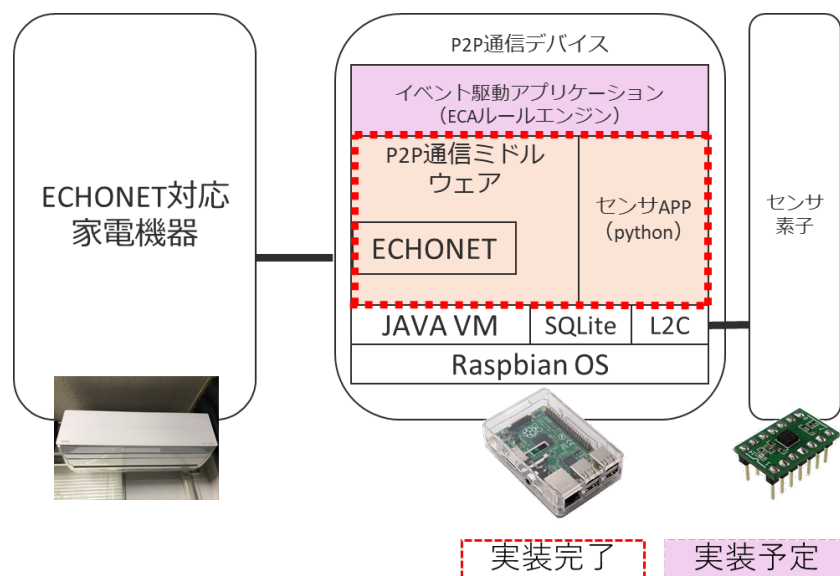 P2P通信デバイス
イベント駆動アプリケーション
（ECAルールエンジン）
P2P通信ミドル
ウェア
ECHONET
センサAPP
（python）
JAVA VM
SQLite
L2C
Raspbian OS
ECHONET対応
家電機器
センサ
素子
実装完了
実装予定